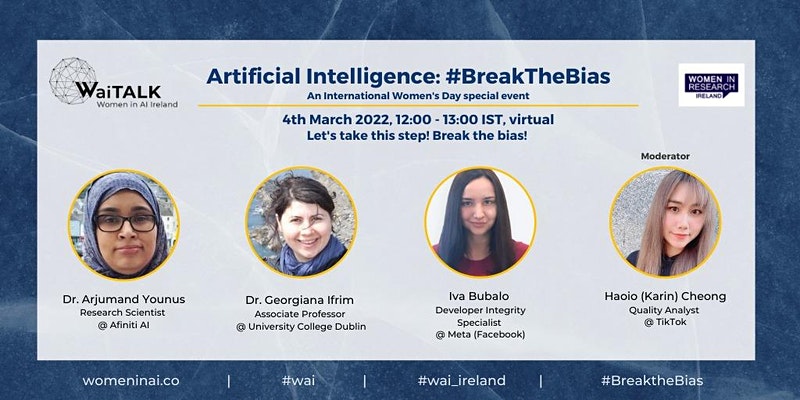 WaiTALK
Women in AI Ireland
Artificial Intelligence: #BreakTheBias
An International Women's Day special event
WOMEN IN
RESEARCH
IRELAND
4th March 2022, 12:00 - 13:00 IST, virtual
Let's take this step! Break the bias!
Moderator
Dr. Arjumand Younus
Research Scientist
@ Afiniti AI
Dr. Georgiana Ifrim
Associate Professor
@ University College Dublin
Iva Bubalo
Developer Integrity
Specialist
@ Meta (Facebook)
Haoio (Karin) Cheong
Quality Analyst
@ TikTok
womeninai.co | #wai | #wai_ireland | #BreaktheBias